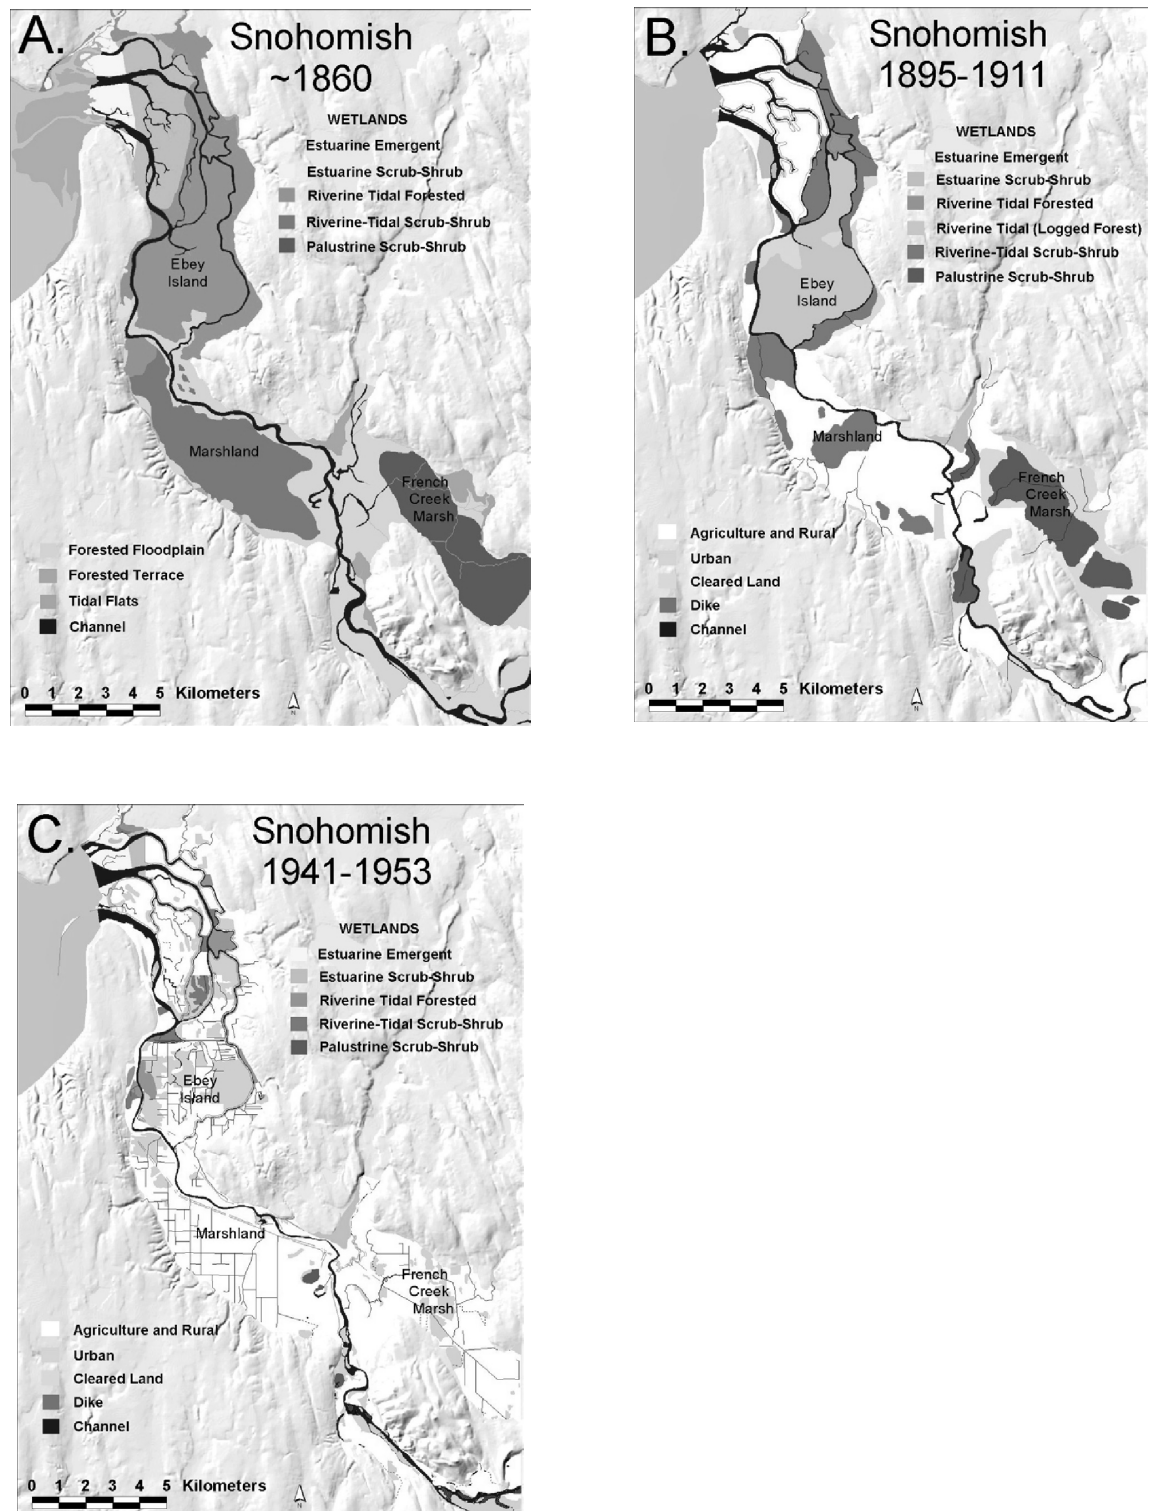 A.
Snohomish
~1860
WETLANDS
Estuarine Emergent
Estuarine Scrub-Shrub
Riverine Tidal Forested
Riverine-Tidal Scrub-Shrub
Palustrine Scrub-Shrub
Ebey
Island
Marshland
French
Creek
Marsh
Forested Floodplain
Forested Terrace
Tidal Flats
Channel
0 1 2 3 4 5 Kilometers
N
B.
Snohomish
1895-1911
WETLANDS
Estuarine Emergent
Estuarine Scrub-Shrub
Riverine Tidal Forested
Riverine Tidal (Logged Forest)
Riverine-Tidal Scrub-Shrub
Palustrine Scrub-Shrub
Ebey
Island
Marshland
French
Creek
Marsh
Agriculture and Rural
Urban
Cleared Land
Dike
Channel
0 1 2 3 4 5 Kilometers
N
C.
Snohomish
1941-1953
WETLANDS
Estuarine Emergent
Estuarine Scrub-Shrub
Riverine Tidal Forested
Riverine-Tidal Scrub-Shrub
Palustrine Scrub-Shrub
Ebey
Island
Marshland
French
Creek
Marsh
Agriculture and Rural
Urban
Cleared Land
Dike
Channel
0 1 2 3 4 5 Kilometers
N